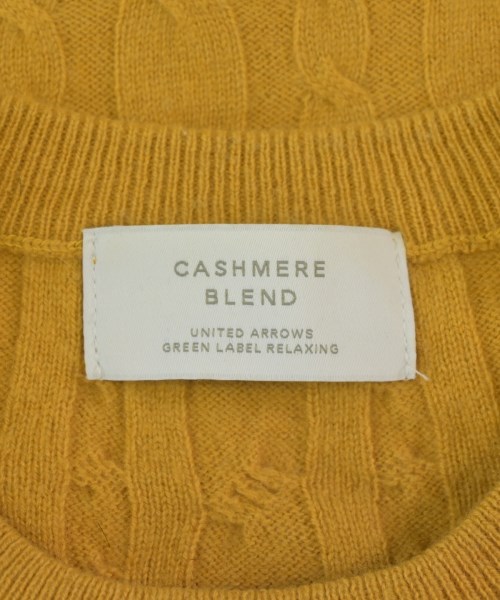 CASHMERE
BLEND
UNITED ARROWS
GREEN LABEL RELAXING